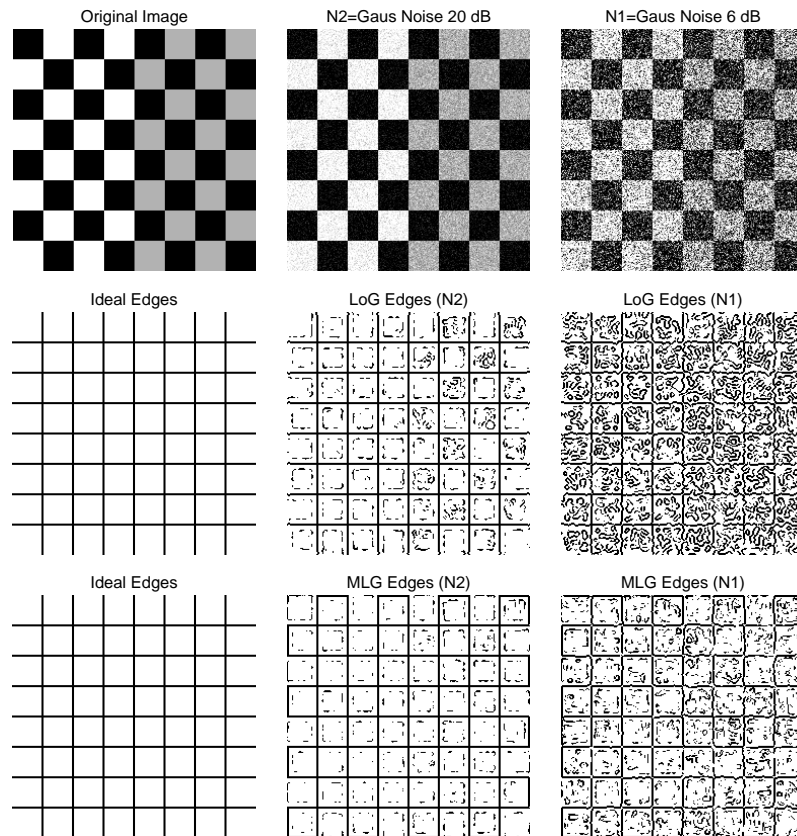 Original Image
N2=Gaus Noise 20 dB
N1=Gaus Noise 6 dB
Ideal Edges
LoG Edges (N2)
LoG Edges (N1)
Ideal Edges
MLG Edges (N2)
MLG Edges (N1)